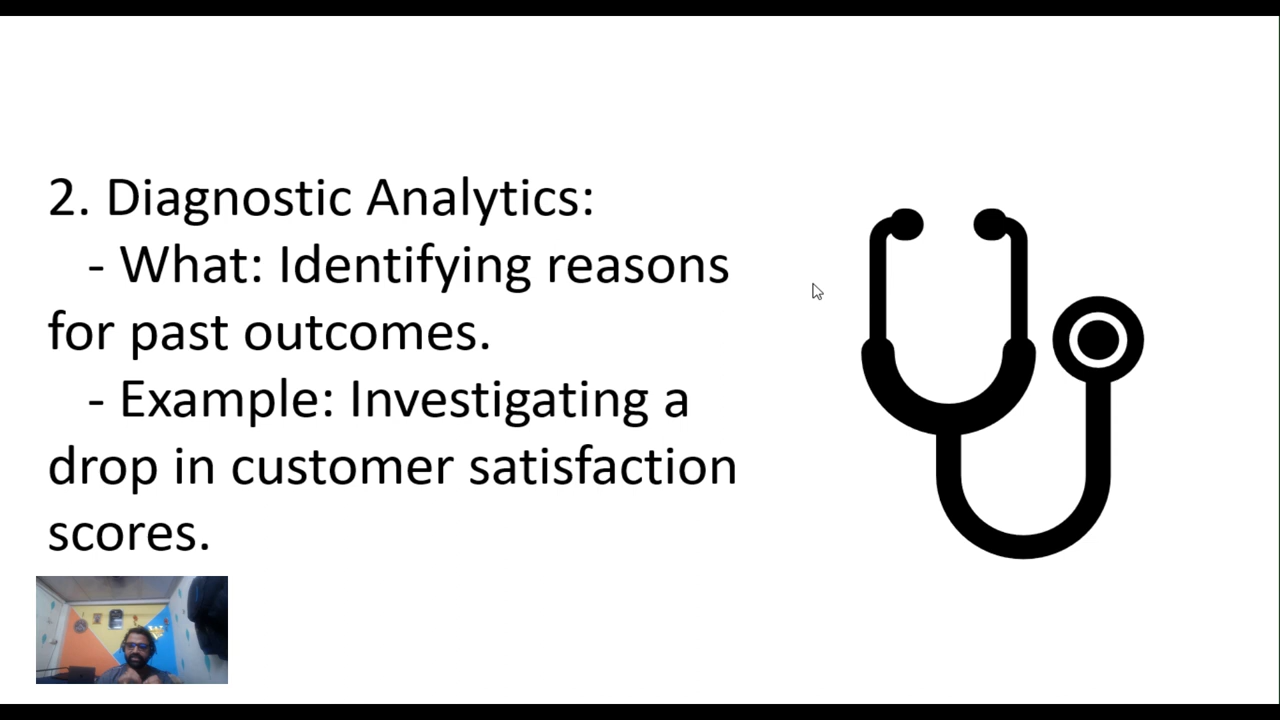 2. Diagnostic Analytics:
- What: Identifying reasons
for past outcomes.
- Example: Investigating a
drop in customer satisfaction
scores.